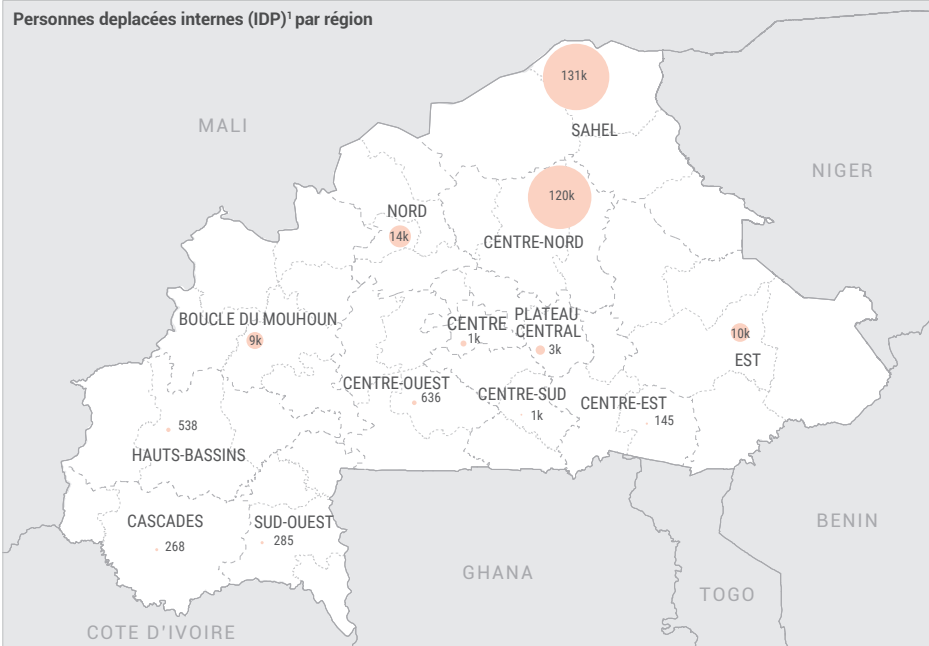 Personnes deplacées internes (IDP)¹ par région
131k
SAHEL
MALI
NIGER
120k
CENTRE-NORD
NORD
14k
BOUCLE DU MOUHOUN
9k
CENTRE
1k
PLATEAU
CENTRAL
3k
10k
EST
CENTRE-OUEST
636
CENTRE-SUD
1k
CENTRE-EST
145
538
HAUTS-BASSINS
CASCADES
268
SUD-OUEST
285
BENIN
GHANA
TOGO
COTE D'IVOIRE